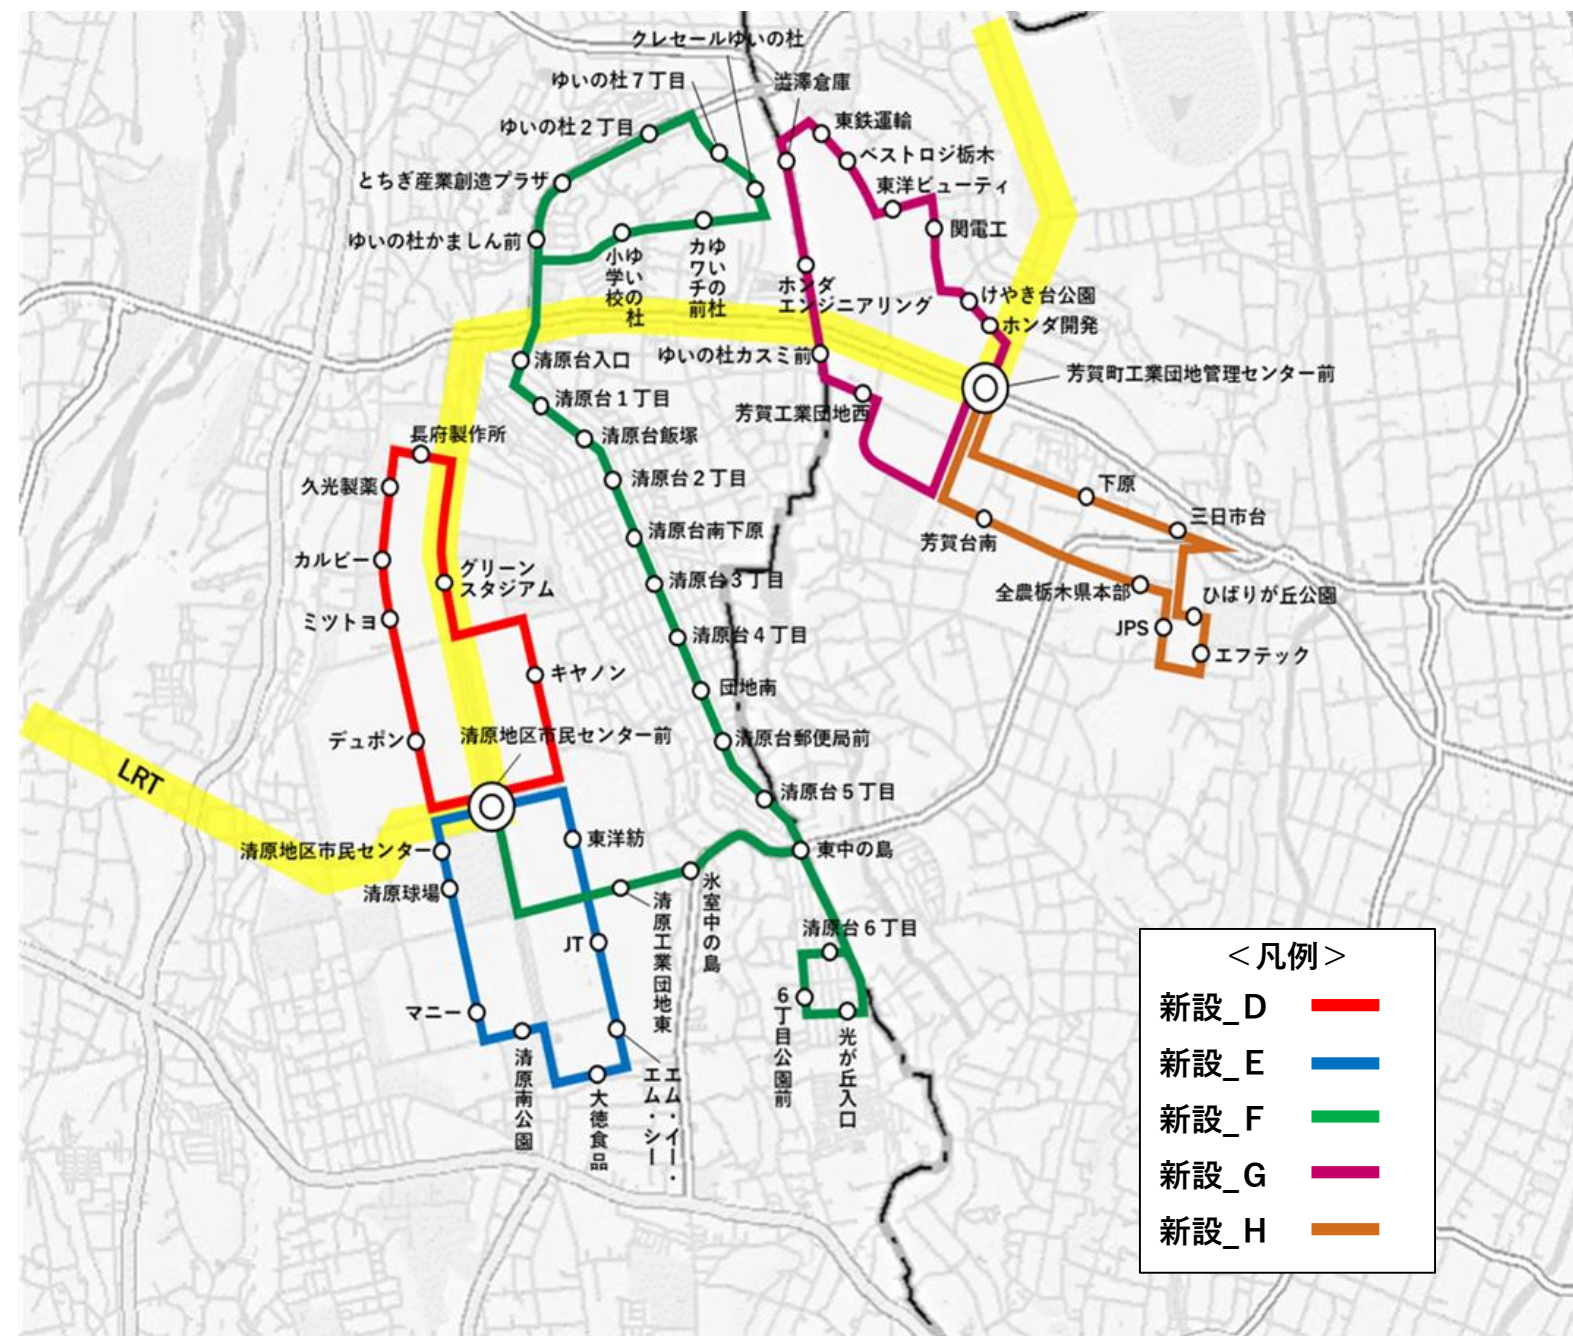 クレセールゆいの杜
ゆいの杜7丁目
澁澤倉庫
ゆいの杜2丁目
東鉄運輸
ベストロジ栃木
とちぎ産業創造プラザ
東洋ビューティ
ゆいの杜かましん前
関電工
ゆいの杜
小学校
ゆいの杜
カワチ前
ホンダ
エンジニアリング
けやき台公園
ホンダ開発
清原台入口
ゆいの杜カスミ前
芳賀町工業団地管理センター前
清原台1丁目
芳賀工業団地西
長府製作所
清原台飯塚
久光製薬
清原台2丁目
下原
三日市台
清原台南下原
芳賀台南
カルビー
グリーン
スタジアム
清原台3丁目
全農栃木県本部
ひばりが丘公園
ミツトヨ
清原台4丁目
JPS
エフテック
キヤノン
団地南
デュポン
清原地区市民センター前
清原台郵便局前
LRT
清原台5丁目
清原地区市民センター
東洋紡
東中の島
清原球場
清原工業団地東
氷室中の島
清原台6丁目
JT
マニー
6丁目公園前
光が丘入口
清原南公園
大徳食品
エム・イー・
エム・シー
＜凡例＞
新設_D
新設_E
新設_F
新設_G
新設_H